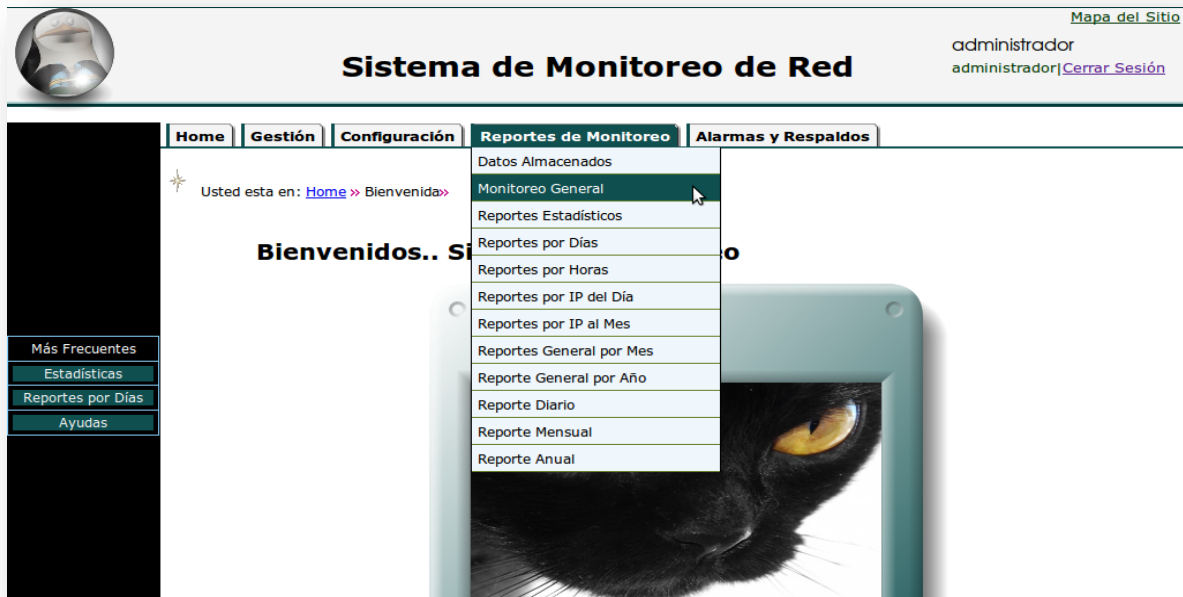 Mapa del Sitio
administrador
Sistema de Monitoreo de Red
administrador|Cerrar Sesión
Home Gestión Configuración Reportes de Monitoreo Alarmas y Respaldos
Datos Almacenados
Usted esta en: Home » Bienvenida»
Monitoreo General
Reportes Estadísticos
Reportes por Días
Bienvenidos.. Si
o
Reportes por Horas
Reportes por IP del Día
Reportes por IP al Mes
Reportes General por Mes
Reporte General por Año
Reporte Diario
Reporte Mensual
Reporte Anual
Más Frecuentes
Estadísticas
Reportes por Días
Ayudas